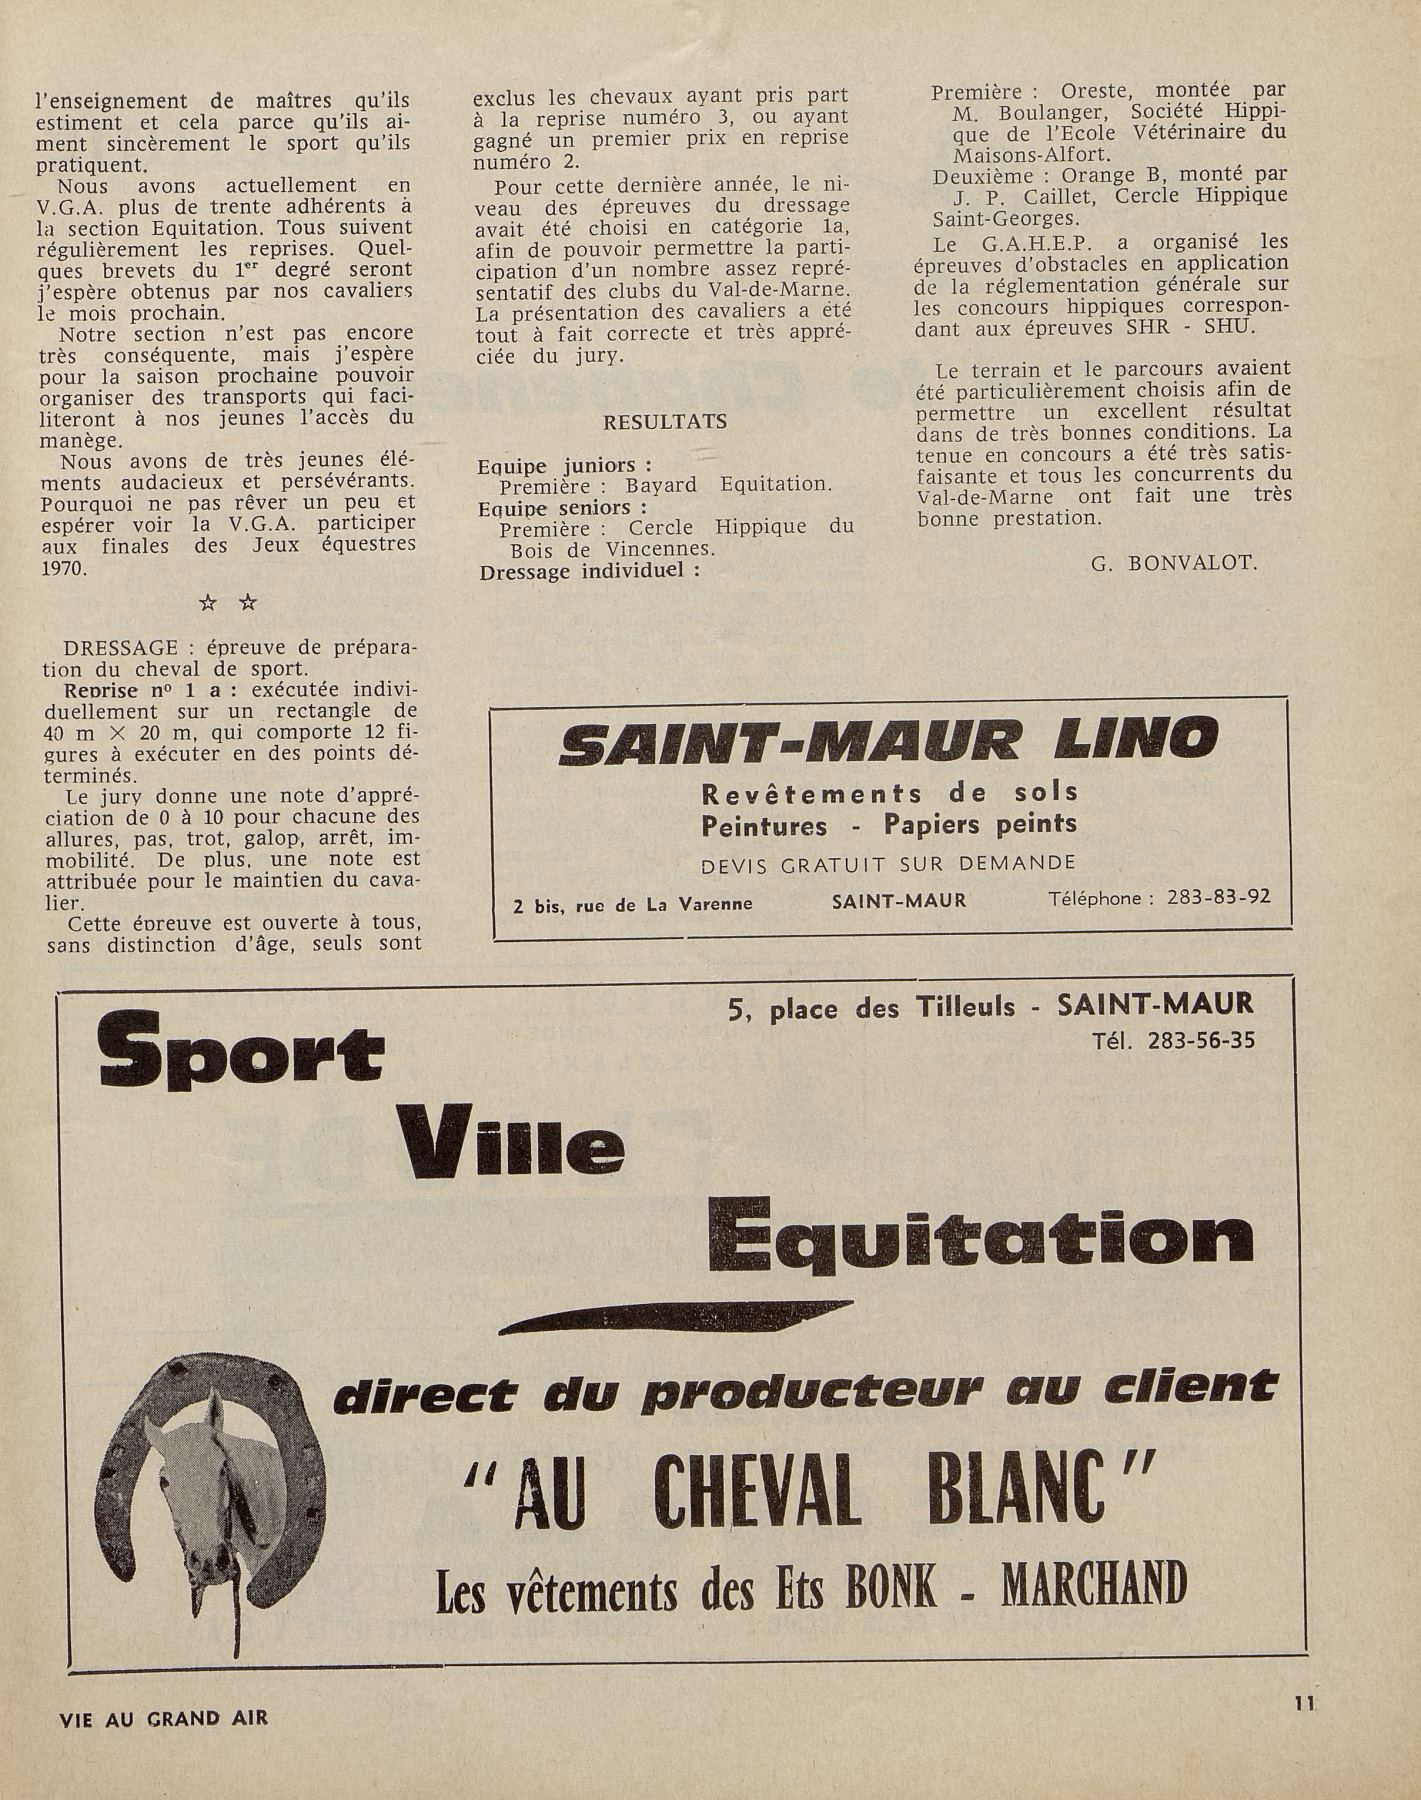 l'enseignement de maîtres qu'ils
estiment et cela parce qu'ils ai-
ment sincèrement le sport qu'ils
pratiquent.
Nous avons actuellement en
V.G.A. plus de trente adhérents à
la section Equitation. Tous suivent
régulièrement les reprises. Quel-
ques brevets du 1er degré seront
j'espère obtenus par nos cavaliers
le mois prochain.
Notre section n'est pas encore
très conséquente, mais j'espère
pour la saison prochaine pouvoir
organiser des transports qui faci-
literont à nos jeunes l'accès du
manège.
Nous avons de très jeunes élé-
ments audacieux et persévérants.
Pourquoi ne pas rêver un peu et
espérer voir la V.G.A. participer
aux finales des Jeux équestres
1970.
☆ ☆
DRESSAGE : épreuve de prépara-
tion du cheval de sport.
Reprise nº 1 a : exécutée indivi-
duellement sur un rectangle de
40 m × 20 m, qui comporte 12 fi-
gures à exécuter en des points dé-
terminés.
Le jury donne une note d'appré-
ciation de 0 à 10 pour chacune des
allures, pas, trot, galop, arrêt, im-
mobilité. De plus, une note est
attribuée pour le maintien du cava-
lier.
Cette épreuve est ouverte à tous,
sans distinction d'âge, seuls sont
exclus les chevaux ayant pris part
à la reprise numéro 3, ou ayant
gagné un premier prix en reprise
numéro 2.
Pour cette dernière année, le ni-
veau des épreuves du dressage
avait été choisi en catégorie 1a,
afin de pouvoir permettre la parti-
cipation d'un nombre assez repré-
sentatif des clubs du Val-de-Marne.
La présentation des cavaliers a été
tout à fait correcte et très appré-
ciée du jury.
RESULTATS
Equipe juniors :
Première : Bayard Equitation.
Equipe seniors :
Première : Cercle Hippique du
Bois de Vincennes.
Dressage individuel :
Première : Oreste, montée par
M. Boulanger, Société Hippi-
que de l'Ecole Vétérinaire du
Maisons-Alfort.
Deuxième : Orange B, monté par
J. P. Caillet, Cercle Hippique
Saint-Georges.
Le G.A.H.E.P. a organisé les
épreuves d'obstacles en application
de la réglementation générale sur
les concours hippiques correspon-
dant aux épreuves SHR - SHU.
Le terrain et le parcours avaient
été particulièrement choisis afin de
permettre un excellent résultat
dans de très bonnes conditions. La
tenue en concours a été très satis-
faisante et tous les concurrents du
Val-de-Marne ont fait une très
bonne prestation.
G. BONVALOT.
SAINT-MAUR LINO
Revêtements de sols
Peintures - Papiers peints
DEVIS GRATUIT SUR DEMANDE
2 bis, rue de La Varenne SAINT-MAUR Téléphone : 283-83-92
5, place des Tilleuls - SAINT-MAUR
Tél. 283-56-35
Sport
Ville
Equitation
direct du producteur au client
"AU CHEVAL BLANC"
Les vêtements des Ets BONK - MARCHAND
VIE AU GRAND AIR
11